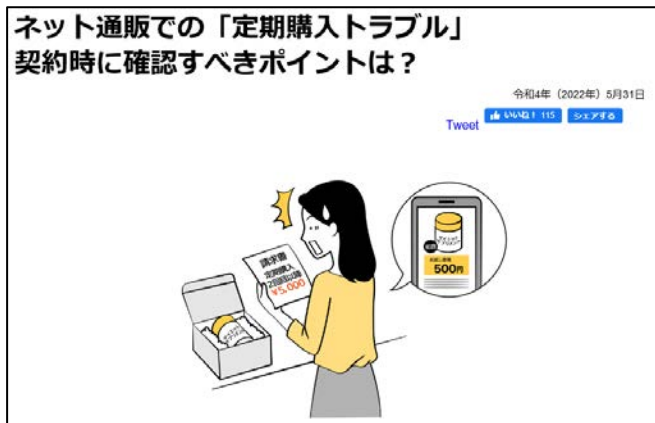 ネット通販での「定期購入トラブル」
契約時に確認すべきポイントは？
令和4年（2022年）5月31日
Tweet
いいね！ 115
シェアする
請求書
定期購入
2回目以降
¥5,000
500円